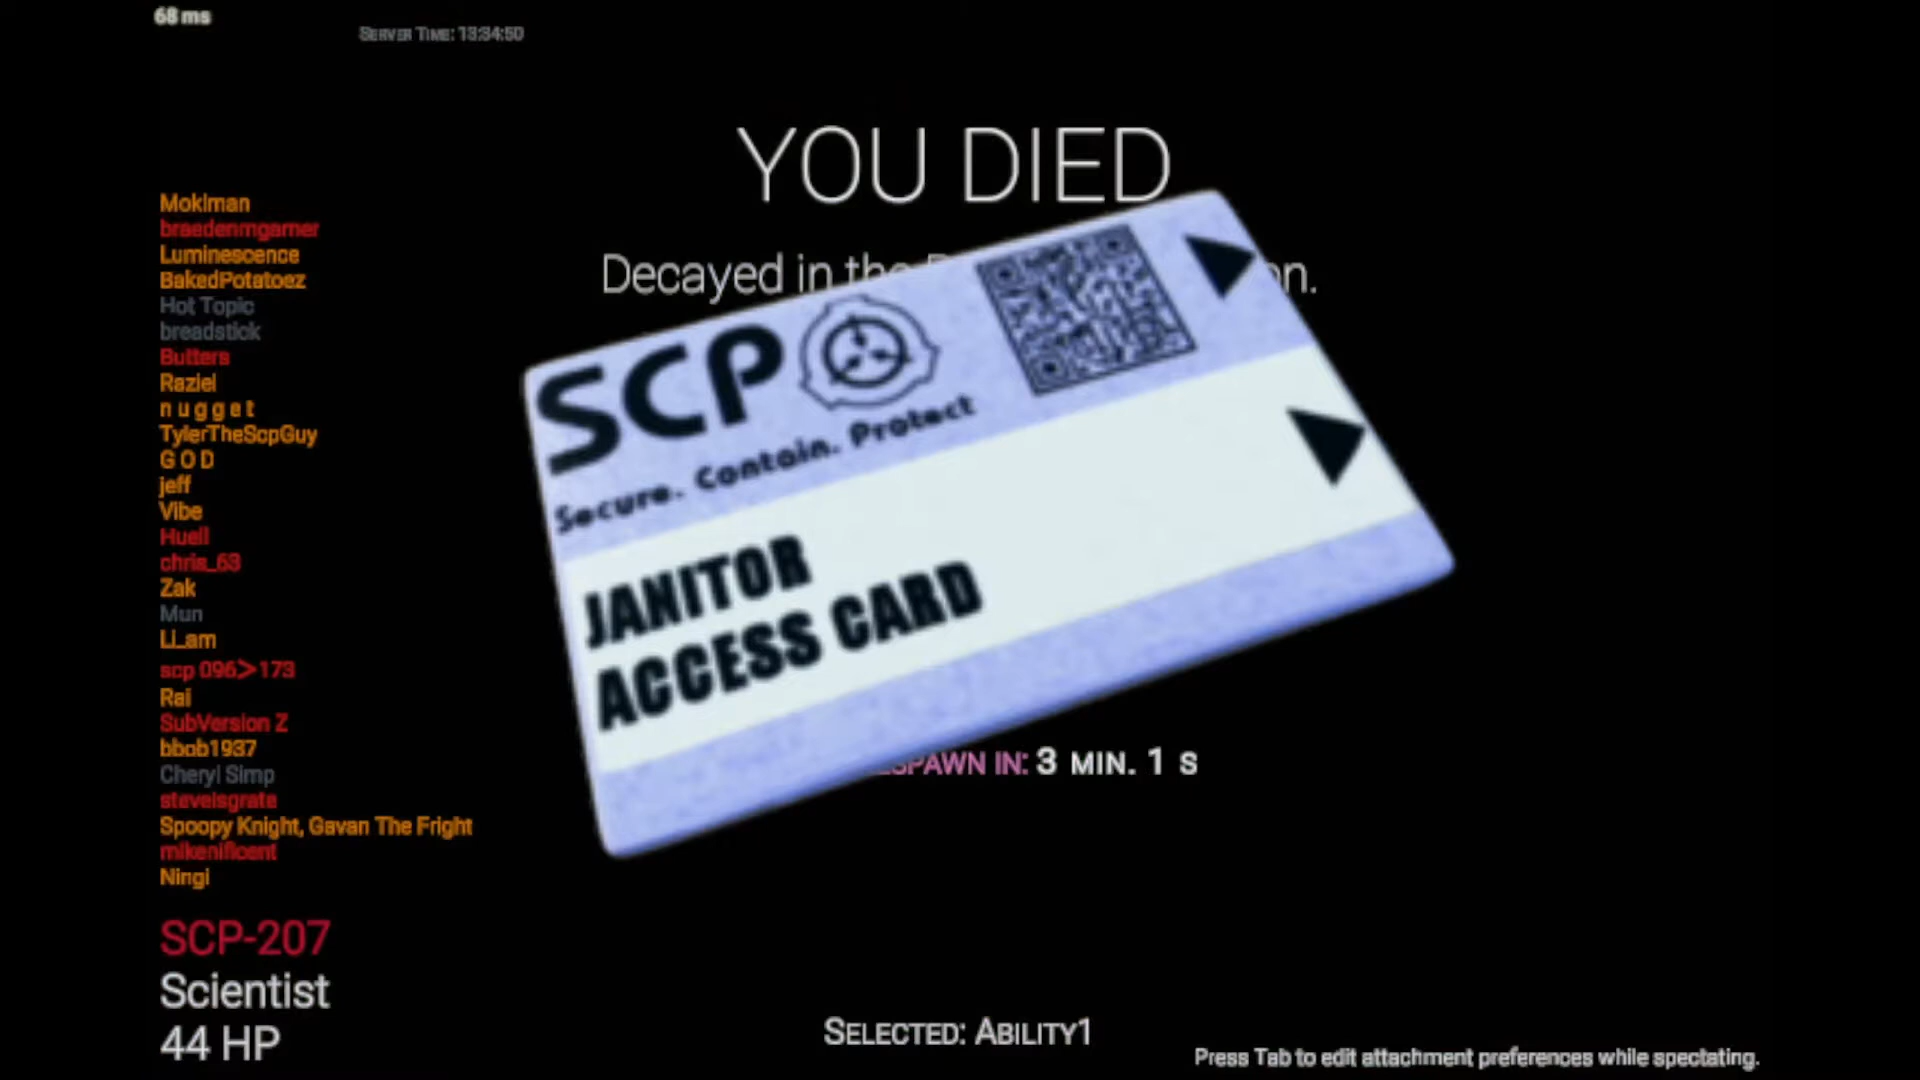 68 ms
SERVER TIME: 13:34:50
YOU DIED
Decayed in the
n.
SCP
Secure. Contain. Protect
JANITOR
ACCESS CARD
SPAWN IN: 3 MIN. 1 S
Mokiman
braedenmgarner
Luminescence
BakedPotatoez
Hot Topic
breadstick
Butters
Raziel
n u g g e t
TylerTheScpGuy
G O D
jeff
Vibe
Huell
chris_63
Zak
Mun
Li_am
scp 096>173
Rai
SubVersion Z
bbob1937
Cheryl Simp
steveisgrate
Spoopy Knight, Gavan The Fright
mikenificent
Ningi
SCP-207
Scientist
44 HP
SELECTED: ABILITY1
Press Tab to edit attachment preferences while spectating.